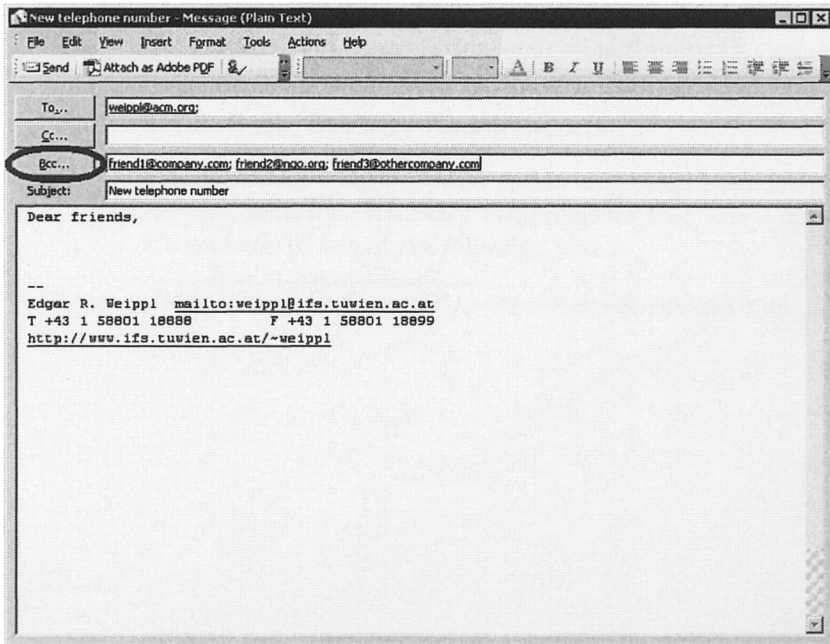 New telephone number - Message (Plain Text)
File Edit View Insert Format Tools Actions Help
Send Attach as Adobe PDF A B I U
To... weippl@acm.org;
Cc...
Bcc... friend1@company.com; friend2@ngo.org; friend3@othercompany.com
Subject: New telephone number
Dear friends,
--
Edgar R. Weippl mailto:weippl@ifs.tuwien.ac.at
T +43 1 58801 18888 F +43 1 58801 18899
http://www.ifs.tuwien.ac.at/~weippl